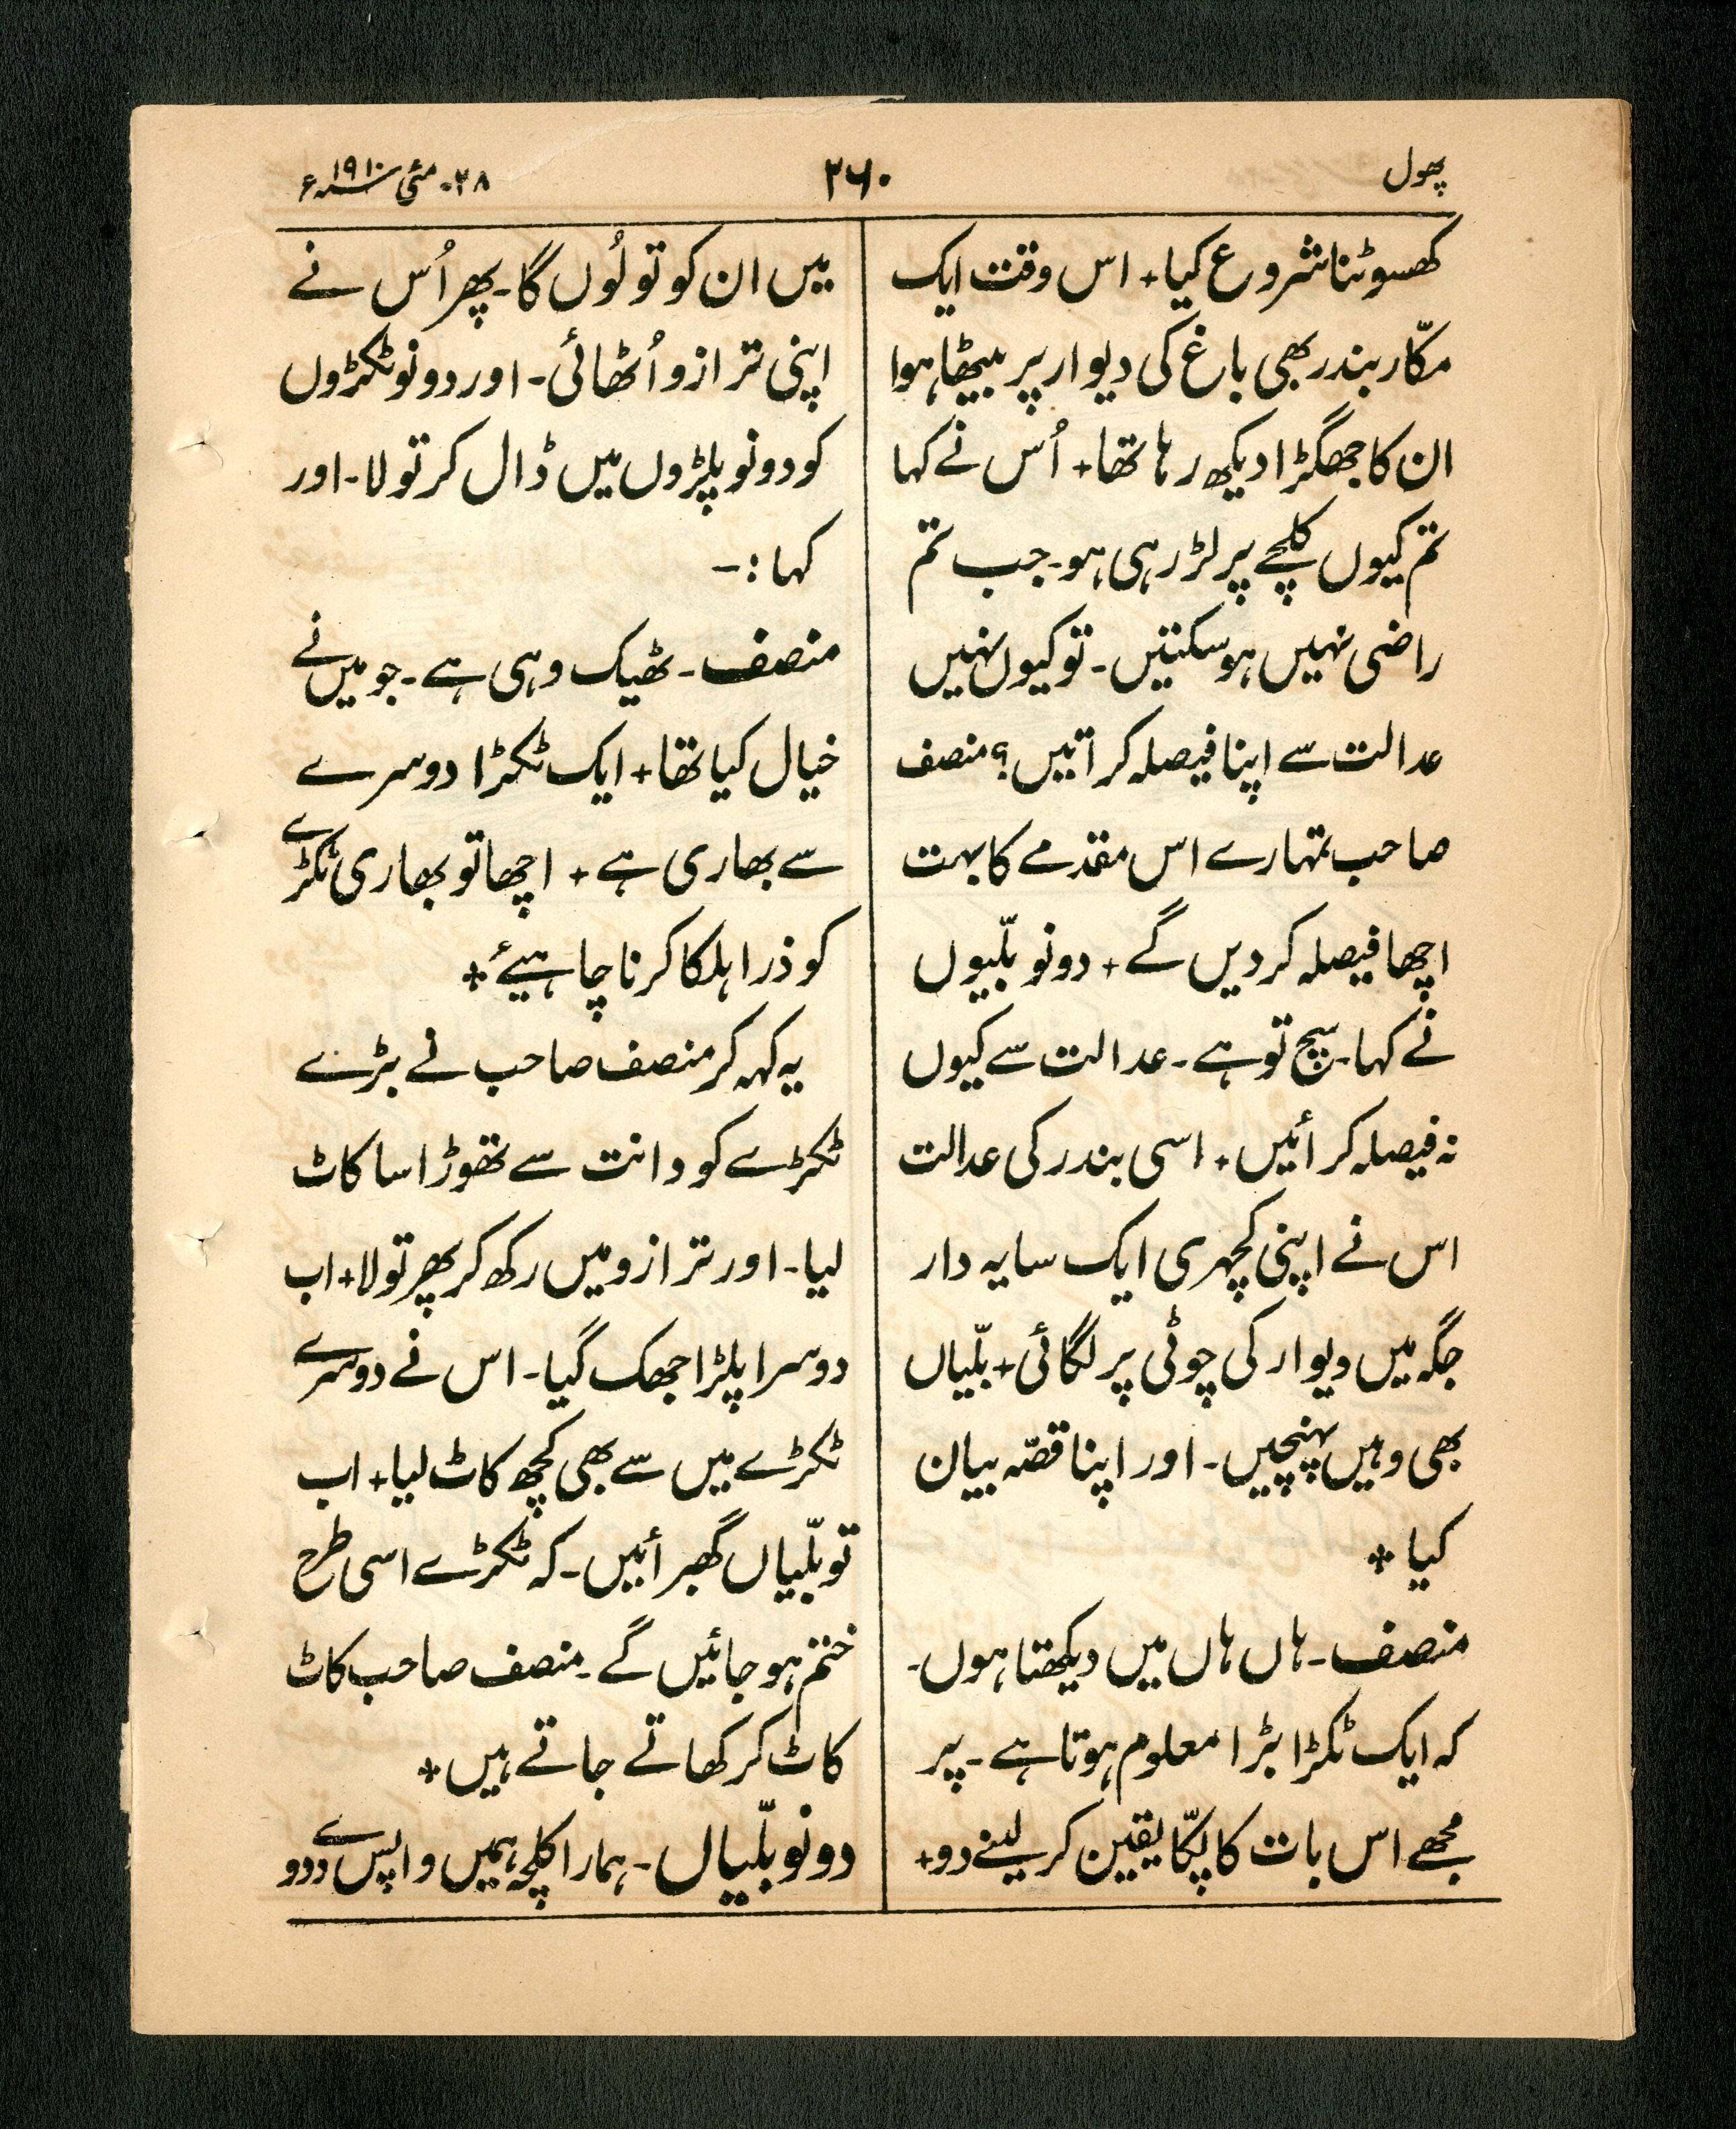 پھول
۲۶۰
۲۸۔ مئی سنہ ۱۹۱۰ء
کھسوٹنا شروع کیا+ اس وقت ایک
مکّار بندر بھی باغ کی دیوار پر بیٹھا ہوا
ان کا جھگڑا دیکھ رہا تھا+ اُس نے کہا
تم کیوں کلچے پر لڑ رہی ہو۔ جب تم
راضی نہیں ہو سکتیں۔ تو کیوں نہیں
عدالت سے اپنا فیصلہ کراتیں؟ منصف
صاحب تمہارے اس مقدمے کا بہت
اچھا فیصلہ کر دیں گے+ دونو بلّیوں
نے کہا۔ سچ تو ہے۔ عدالت سے کیوں
نہ فیصلہ کرائیں+ اسی بندر کی عدالت
اس نے اپنی کچہری ایک سایہ دار
جگہ میں دیوار کی چوٹی پر لگائی+ بلّیاں
بھی وہیں پہنچیں۔ اور اپنا قصّہ بیان
کیا+
منصف۔ ہاں ہاں میں دیکھتا ہوں۔
کہ ایک ٹکڑا بڑا معلوم ہوتا ہے۔ پر
مجھے اس بات کا پکّا یقین کر لینے دو+
میں ان کو تولُوں گا۔ پھر اُس نے
اپنی ترازو اُٹھائی۔ اور دونو ٹکڑوں
کو دونو پلڑوں میں ڈال کر تولا۔ اور
کہا:—
منصف۔ ٹھیک وہی ہے۔ جو میں نے
خیال کیا تھا+ ایک ٹکڑا دوسرے
سے بھاری ہے+ اچھا تو بھاری ٹکڑے
کو ذرا ہلکا کرنا چاہیئے+
یہ کہہ کر منصف صاحب نے بڑے
ٹکڑے کو دانت سے تھوڑا سا کاٹ
لیا۔ اور ترازو میں رکھ کر پھر تولا+ اب
دوسرا پلڑا جھک گیا۔ اس نے دوسرے
ٹکڑے میں سے بھی کچھ کاٹ لیا+ اب
تو بلّیاں گھبرائیں۔ کہ ٹکڑے اسی طرح
ختم ہو جائیں گے۔ منصف صاحب کاٹ
کاٹ کر کھاتے جاتے ہیں+
دونو بلّیاں۔ ہمارا کلچہ ہمیں واپس دے دو